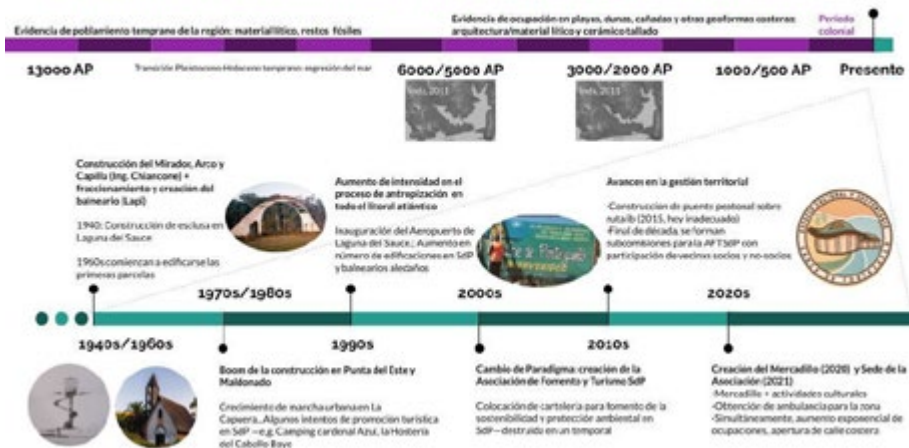 Evidencia de poblamiento temprano de la región: material lítico, restos fósiles
Evidencia de ocupación en playas, dunas, cañadas y otras geoformas costeras:
arquitectura/material lítico y cerámico tallado
Periodo
colonial
13000 AP
Transición Pleistoceno-Holoceno temprano: regresión del mar
6000/5000 AP
3000/2000 AP
1000/500 AP
Presente
Inda, 2011
Inda, 2011
Construcción del Mirador, Arco y
Capilla (Ing. Chiancone) +
fraccionamiento y creación del
balneario (Lapi)
1940: Construcción de esclusa en
Laguna del Sauce
1960s comienzan a edificarse las
primeras parcelas
Aumento de intensidad en el
proceso de antropización en
todo el litoral atlántico
Inauguración del Aeropuerto de
Laguna del Sauce.; Aumento en
número de edificaciones en SdP
y balnearios aledaños
Avances en la gestión territorial
-Construcción de puente peatonal sobre
ruta ib (2015, hoy inadecuado)
-Final de década, se forman
subcomisiones para la AFTSdP con
participación de vecinxs socios y no-socios
1970s/1980s
2000s
2020s
1940s/1960s
1990s
2010s
Boom de la construcción en Punta del Este y
Maldonado
Crecimiento de mancha urbana en La
Capuera...Algunos intentos de promoción turística
en SdP —e.g. Camping cardenal Azul, la Hostería
del Caballo Bayo
Cambio de Paradigma: creación de la
Asociación de Fomento y Turismo SdP
Colocación de cartelería para fomento de la
sostenibilidad y protección ambiental en
SdP—destruida en un temporal
Creación del Mercadillo (2020) y Sede de la
Asociación (2021)
-Mercadillo + actividades culturales
-Obtención de ambulancia para la zona
-Simultáneamente, aumento exponencial de
ocupaciones, apertura de calle costera